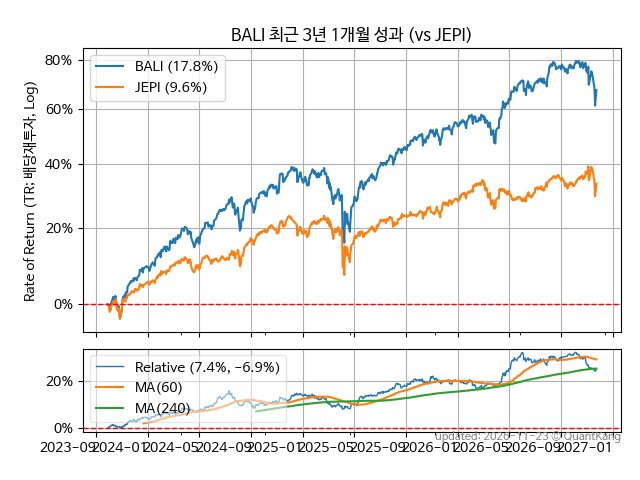 BALI 최근 3년 1개월 성과 (vs JEPI)
80%
60%
40%
20%
0%
Rate of Return (TR: 배당재투자, Log)
BALI (17.8%)
JEPI (9.6%)
20%
0%
Relative (7.4%, -6.9%)
MA(60)
MA(240)
2023-09 2024-01 2024-05 2024-09 2025-01 2025-05 2025-09 2026-01 2026-05 2026-09 2027-01
updated: 2026-11-23 © QuantKang